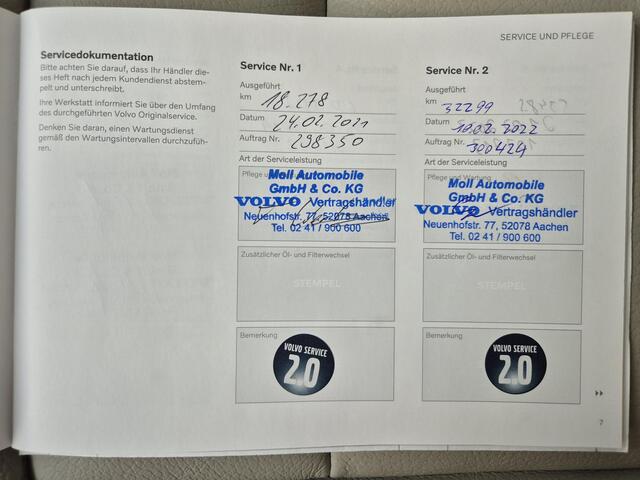 SERVICE UND PFLEGE
Servicedokumentation
Bitte achten Sie darauf, dass Ihr Händler die-
ses Heft nach jedem Kundendienst abstem-
pelt und unterschreibt.
Ihre Werkstatt informiert Sie über den Umfang
des durchgeführten Volvo Originalservice.
Denken Sie daran, einen Wartungsdienst
gemäß den Wartungsintervallen durchzufüh-
ren.
Service Nr. 1
Ausgeführt
km 18.278
Datum 24.02.2021
Auftrag Nr. 298350
Art der Serviceleistung
Pflege u
Moll Automobile
GmbH & Co. KG
VOLVO Vertragshändler
Neuenhofstr. 77, 52078 Aachen
Tel. 02 41 / 900 600
Zusätzlicher Öl- und Filterwechsel
STEMPEL
Bemerkung
VOLVO SERVICE
2.0
Service Nr. 2
Ausgeführt
km 32299
Datum 10.02.2022
Auftrag Nr. 300424
Art der Serviceleistung
Pflege und Wartung
Moll Automobile
GmbH & Co. KG
VOLVO Vertragshändler
Neuenhofstr. 77, 52078 Aachen
Tel. 02 41 / 900 600
Zusätzlicher Öl- und Filterwechsel
STEMPEL
Bemerkung
VOLVO SERVICE
2.0
7